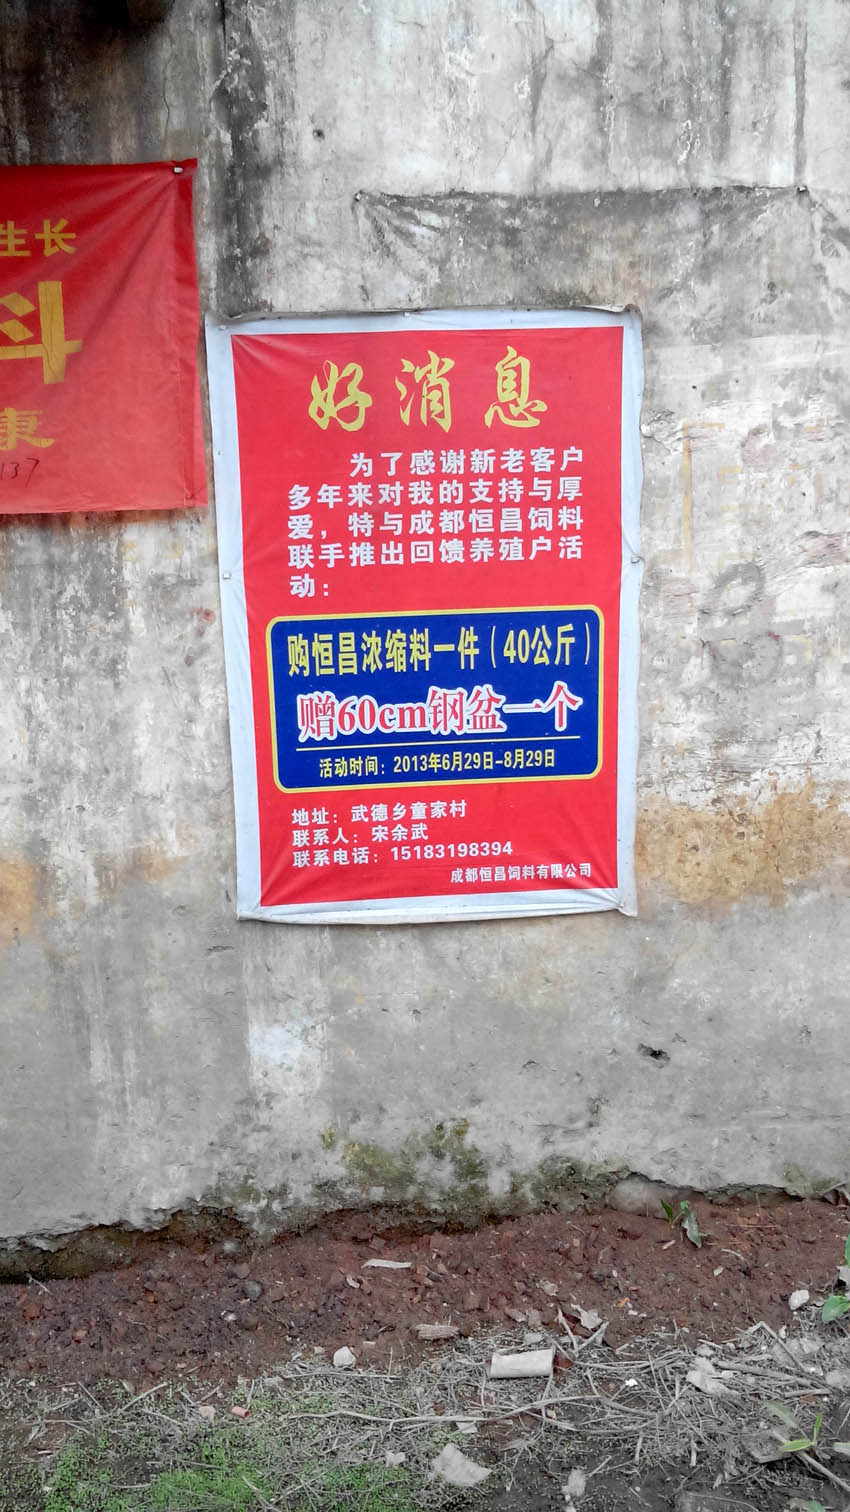 生长
料
康
137
好消息
为了感谢新老客户
多年来对我的支持与厚
爱，特与成都恒昌饲料
联手推出回馈养殖户活
动：
购恒昌浓缩料一件（40公斤）
赠60cm钢盆一个
活动时间：2013年6月29日-8月29日
地址：武德乡童家村
联系人：宋余武
联系电话：15183198394
成都恒昌饲料有限公司